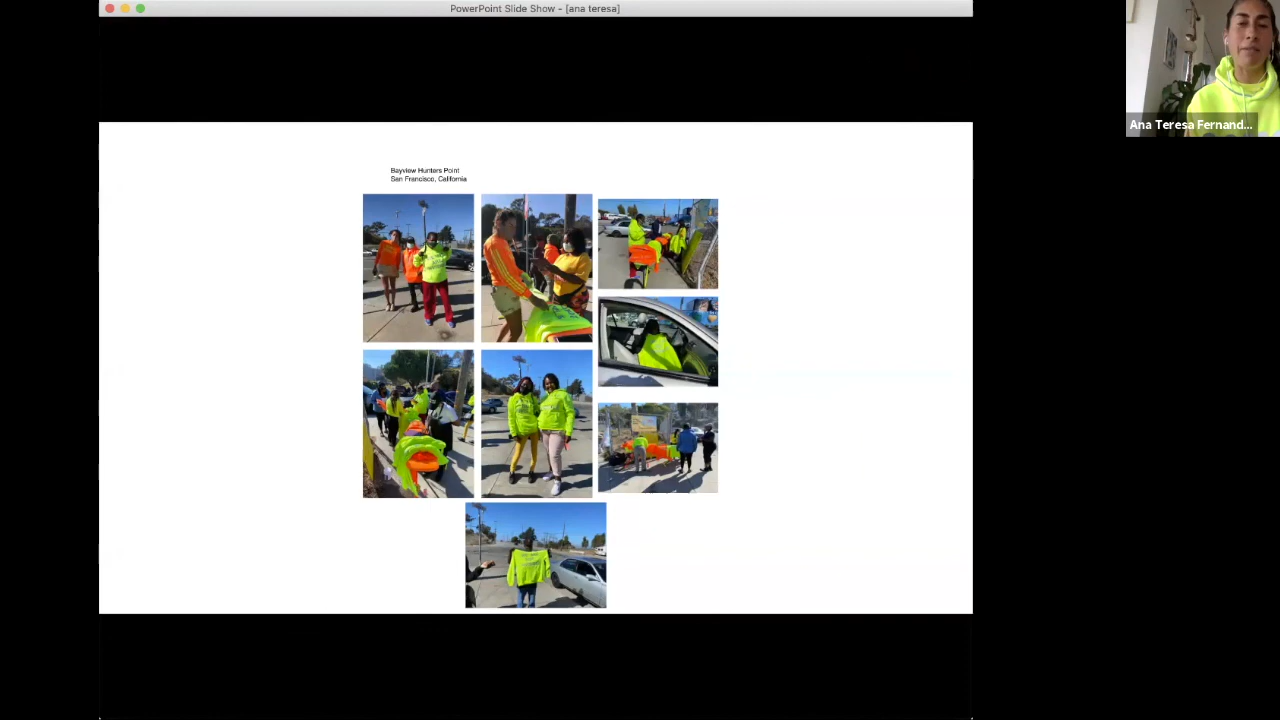 PowerPoint Slide Show - [ana teresa]
Ana Teresa Fernand...
Bayview Hunters Point
San Francisco, California